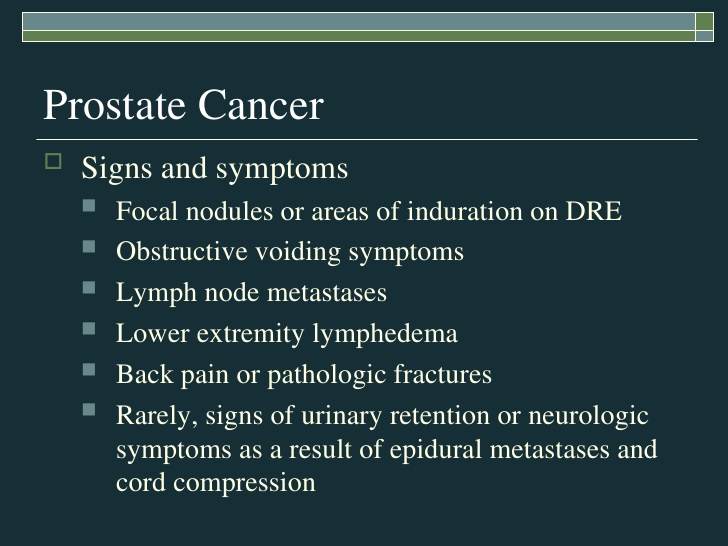 Prostate Cancer
Signs and symptoms
Focal nodules or areas of induration on DRE
Obstructive voiding symptoms
Lymph node metastases
Lower extremity lymphedema
Back pain or pathologic fractures
Rarely, signs of urinary retention or neurologic
symptoms as a result of epidural metastases and
cord compression